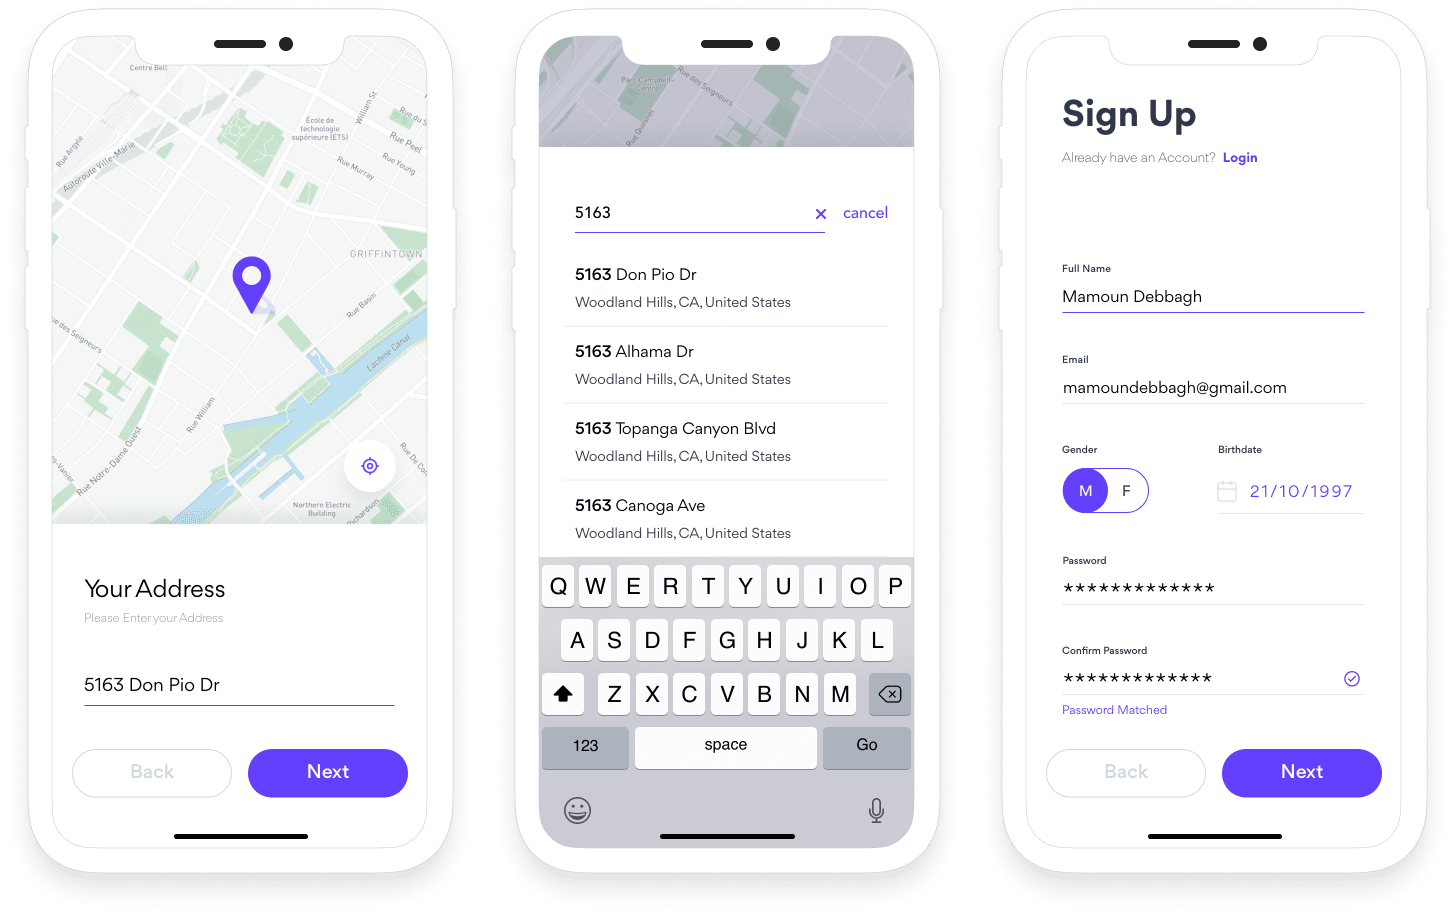 Centre Bell
William St
Rue du S
École de
technologie
supérieure (ÉTS)
Rue Peel
Rue Argyle
Rue Young
Rue Murray
Autoroute Ville-Marie
GRIFFINTOWN
Rue Basin
ue des Seigneurs
Lachine Canal
Rue William
Rue Notre-Dame Ouest
Rue De Co
es-Vanier
Northern Electric
Building
Richardson
Your Address
Please Enter your Address
5163 Don Pio Dr
Back
Next
Parc Campbell-
Centre
Rue des Seigneurs
Rue Quesnel
5163
cancel
5163 Don Pio Dr
Woodland Hills, CA, United States
5163 Alhama Dr
Woodland Hills, CA, United States
5163 Topanga Canyon Blvd
Woodland Hills, CA, United States
5163 Canoga Ave
Woodland Hills, CA, United States
Q W E R T Y U I O P
A S D F G H J K L
Z X C V B N M
123 space Go
Sign Up
Already have an Account? Login
Full Name
Mamoun Debbagh
Email
mamoundebbagh@gmail.com
Gender Birthdate
M F 21/10/1997
Password
*************
Confirm Password
*************
Password Matched
Back
Next